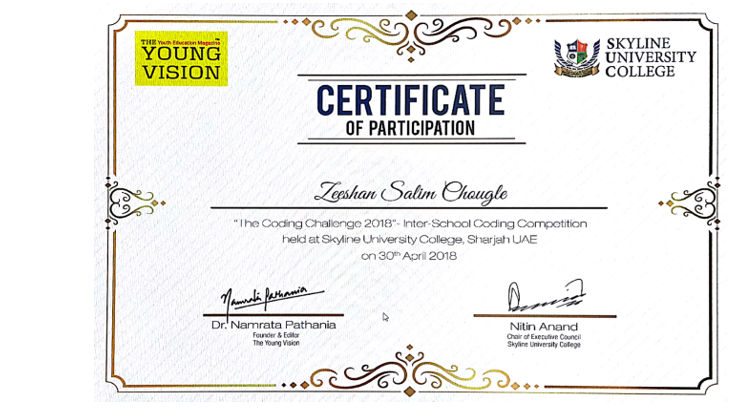 THE Youth Education Magazine
YOUNG
VISION
SKYLINE
UNIVERSITY
COLLEGE
CERTIFICATE
OF PARTICIPATION
Zeeshan Salim Chougle
"The Coding Challenge 2018"- Inter-School Coding Competition
held at Skyline University College, Sharjah UAE
on 30th April 2018
Namrata Pathania
Dr. Namrata Pathania
Founder & Editor
The Young Vision
Nitin Anand
Chair of Executive Council
Skyline University College